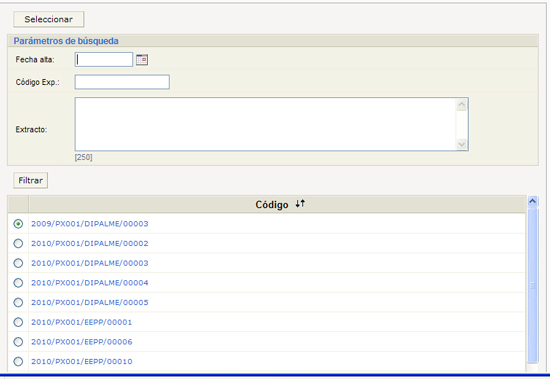 Seleccionar
Parámetros de búsqueda
Fecha alta:
Código Exp.:
Extracto:
[250]
Filtrar
Código
2009/PX001/DIPALME/00003
2010/PX001/DIPALME/00002
2010/PX001/DIPALME/00003
2010/PX001/DIPALME/00004
2010/PX001/DIPALME/00005
2010/PX001/EEPP/00001
2010/PX001/EEPP/00006
2010/PX001/EEPP/00010